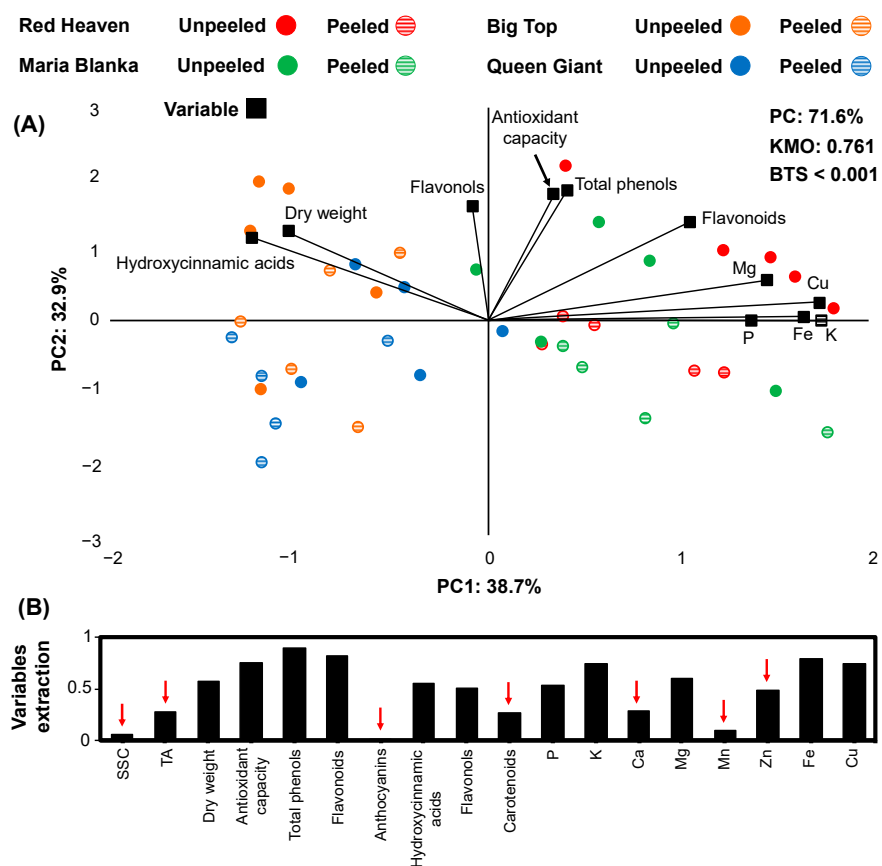 Red Heaven Unpeeled Peeled Big Top Unpeeled Peeled
Maria Blanka Unpeeled Peeled Queen Giant Unpeeled Peeled
(A)
Variable
PC: 71.6%
KMO: 0.761
BTS < 0.001
Antioxidant
capacity
Flavonols
Total phenols
Dry weight
Flavonoids
Hydroxycinnamic acids
Mg
Cu
P
Fe
K
3
2
1
0
−1
−2
−3
PC2: 32.9%
−2
−1
0
1
2
PC1: 38.7%
(B)
Variables
extraction
1
0.5
0
SSC
TA
Dry weight
Antioxidant
capacity
Total phenols
Flavonoids
Anthocyanins
Hydroxycinnamic
acids
Flavonols
Carotenoids
P
K
Ca
Mg
Mn
Zn
Fe
Cu